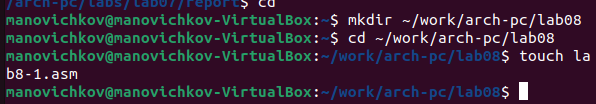 /arch-pc/labs/lab07/report$ cd
manovichkov@manovichkov-VirtualBox:~$ mkdir ~/work/arch-pc/lab08
manovichkov@manovichkov-VirtualBox:~$ cd ~/work/arch-pc/lab08
manovichkov@manovichkov-VirtualBox:~/work/arch-pc/lab08$ touch la
b8-1.asm
manovichkov@manovichkov-VirtualBox:~/work/arch-pc/lab08$